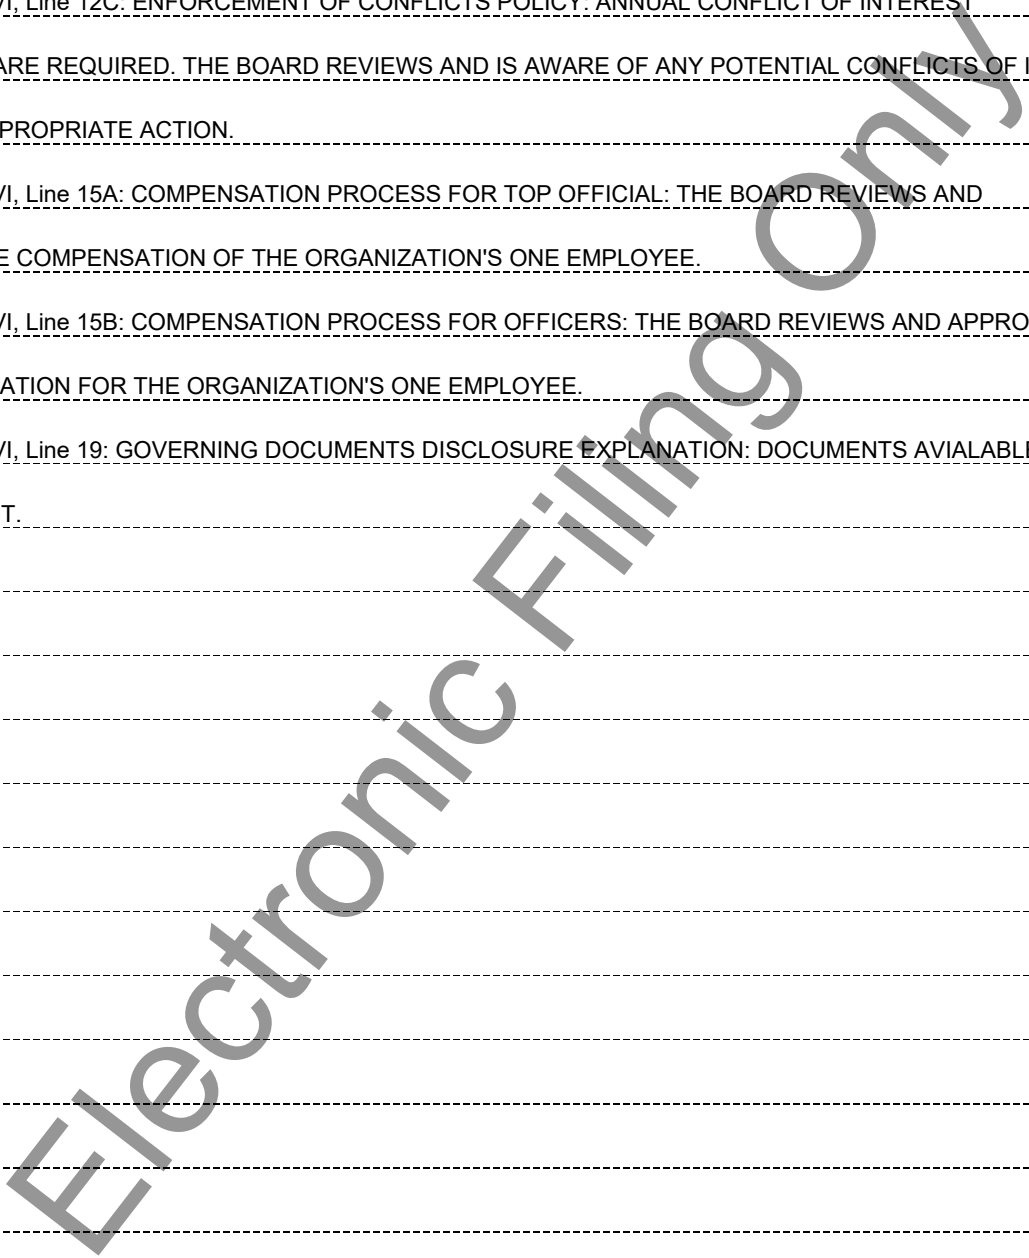 VI, Line 12C: ENFORCEMENT OF CONFLICTS POLICY: ANNUAL CONFLICT OF INTEREST
ARE REQUIRED. THE BOARD REVIEWS AND IS AWARE OF ANY POTENTIAL CONFLICTS OF I
PROPRIATE ACTION.
VI, Line 15A: COMPENSATION PROCESS FOR TOP OFFICIAL: THE BOARD REVIEWS AND
E COMPENSATION OF THE ORGANIZATION'S ONE EMPLOYEE.
VI, Line 15B: COMPENSATION PROCESS FOR OFFICERS: THE BOARD REVIEWS AND APPRO
ATION FOR THE ORGANIZATION'S ONE EMPLOYEE.
VI, Line 19: GOVERNING DOCUMENTS DISCLOSURE EXPLANATION: DOCUMENTS AVIALABLE
T.
Electronic Filing Only